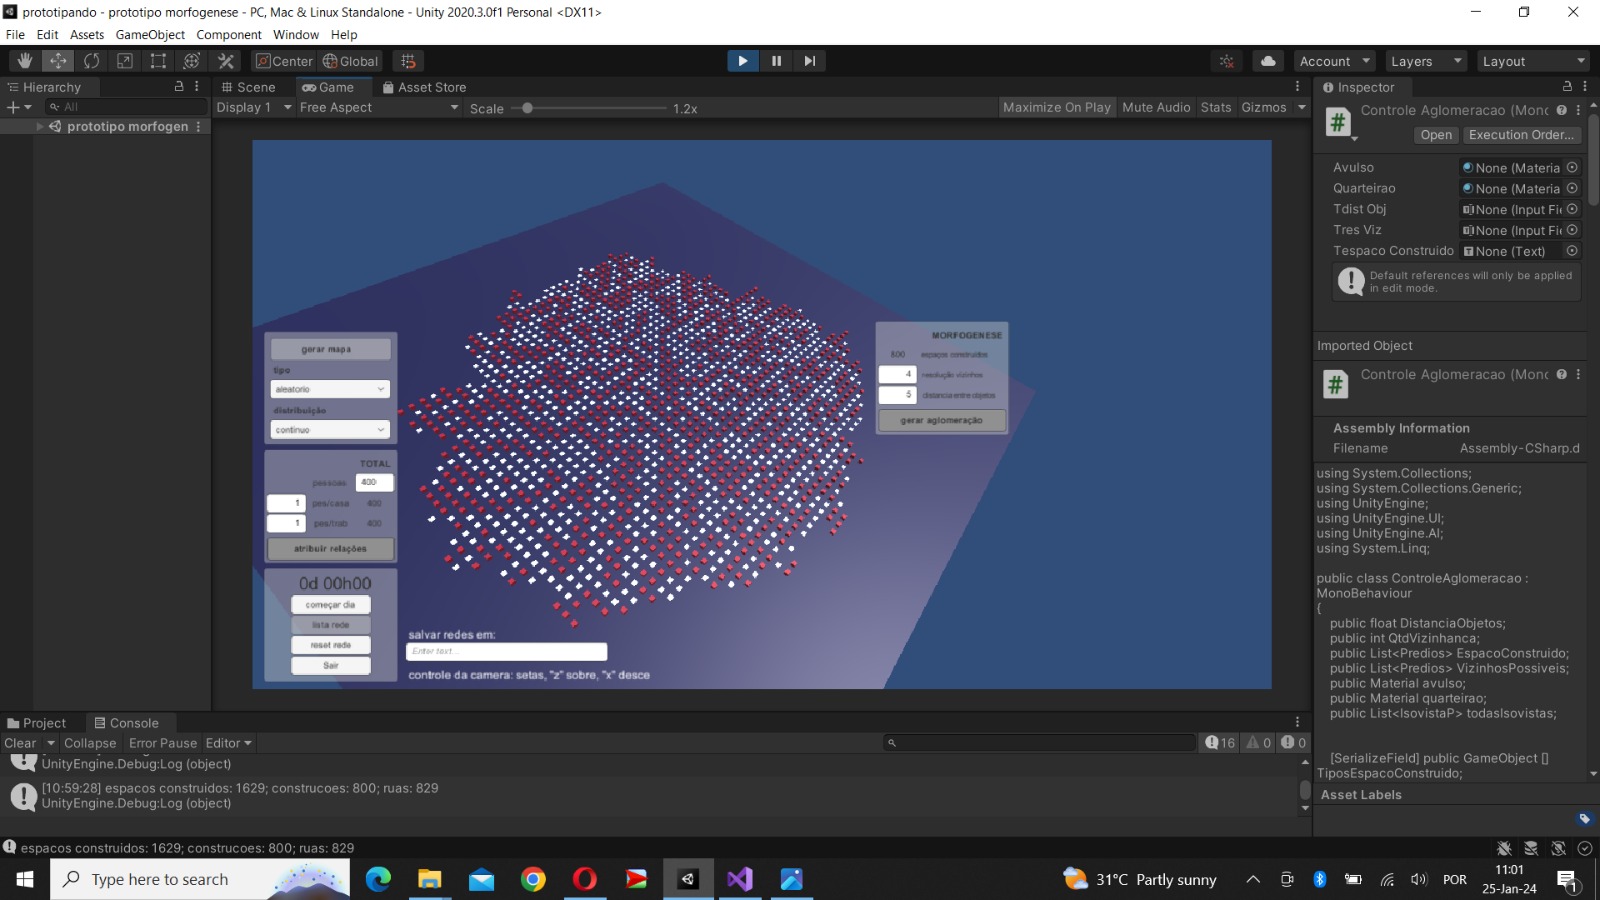 prototipando - prototipo morfogenese - PC, Mac & Linux Standalone - Unity 2020.3.0f1 Personal <DX11>
File Edit Assets GameObject Component Window Help
Center Global
Account Layers Layout
Hierarchy
All
prototipo morfogen
Scene Game Asset Store
Display 1 Free Aspect Scale 1.2x Maximize On Play Mute Audio Stats Gizmos
gerar mapa
tipo
aleatorio
distribuição
continuo
TOTAL
pessoas 400
1 pes/casa 400
1 pes/trab 400
atribuir relações
0d 00h00
começar dia
lista rede
reset rede
Sair
salvar redes em:
Enter text...
controle da camera: setas, "z" sobre, "x" desce
MORFOGENESE
800 espaços construidos
4 resolução vizinhos
5 distancia entre objetos
gerar aglomeração
Inspector
Controle Aglomeracao (Mono
Open Execution Order...
Avulso None (Materia
Quarteirao None (Materia
Tdist Obj None (Input Fie
Tres Viz None (Input Fie
Tespaco Construido None (Text)
Default references will only be applied
in edit mode.
Imported Object
Controle Aglomeracao (Mono
Assembly Information
Filename Assembly-CSharp.d
using System.Collections;
using System.Collections.Generic;
using UnityEngine;
using UnityEngine.UI;
using UnityEngine.AI;
using System.Linq;
public class ControleAglomeracao :
MonoBehaviour
{
public float DistanciaObjetos;
public int QtdVizinhanca;
public List<Predios> EspacoConstruido;
public List<Predios> VizinhosPossiveis;
public Material avulso;
public Material quarteirao;
public List<IsovistaP> todasIsovistas;
[SerializeField] public GameObject []
TiposEspacoConstruido;
Asset Labels
Project Console
Clear Collapse Error Pause Editor 16 0 0
UnityEngine.Debug:Log (object)
[10:59:28] espacos construidos: 1629; construcoes: 800; ruas: 829
UnityEngine.Debug:Log (object)
espacos construidos: 1629; construcoes: 800; ruas: 829
Type here to search
31°C Partly sunny
POR
11:01
25-Jan-24
1